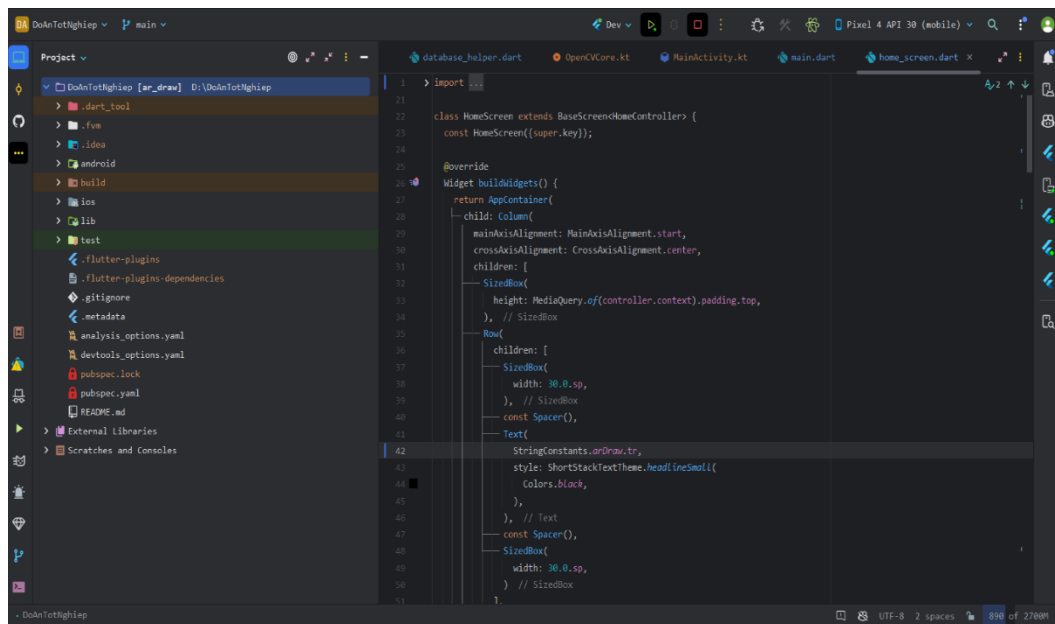 DA DoAnTotNghiep main Dev Pixel 4 API 30 (mobile)
Project
database_helper.dart OpenCVCore.kt MainActivity.kt main.dart home_screen.dart
DoAnTotNghiep [ar_draw] D:\DoAnTotNghiep
.dart_tool
.fvm
.idea
android
build
ios
lib
test
.flutter-plugins
.flutter-plugins-dependencies
.gitignore
.metadata
analysis_options.yaml
devtools_options.yaml
pubspec.lock
pubspec.yaml
README.md
External Libraries
Scratches and Consoles
2
1 import ...
21
22 class HomeScreen extends BaseScreen<HomeController> {
23 const HomeScreen({super.key});
24
25 @override
26 Widget buildWidgets() {
27 return AppContainer(
28 child: Column(
29 mainAxisAlignment: MainAxisAlignment.start,
30 crossAxisAlignment: CrossAxisAlignment.center,
31 children: [
32 SizedBox(
33 height: MediaQuery.of(controller.context).padding.top,
34 ), // SizedBox
35 Row(
36 children: [
37 SizedBox(
38 width: 30.0.sp,
39 ), // SizedBox
40 const Spacer(),
41 Text(
42 StringConstants.arDraw.tr,
43 style: ShortStackTextTheme.headlineSmall(
44 Colors.black,
45 ),
46 ), // Text
47 const Spacer(),
48 SizedBox(
49 width: 30.0.sp,
50 ) // SizedBox
51 ],
DoAnTotNghiep UTF-8 2 spaces 890 of 2700M